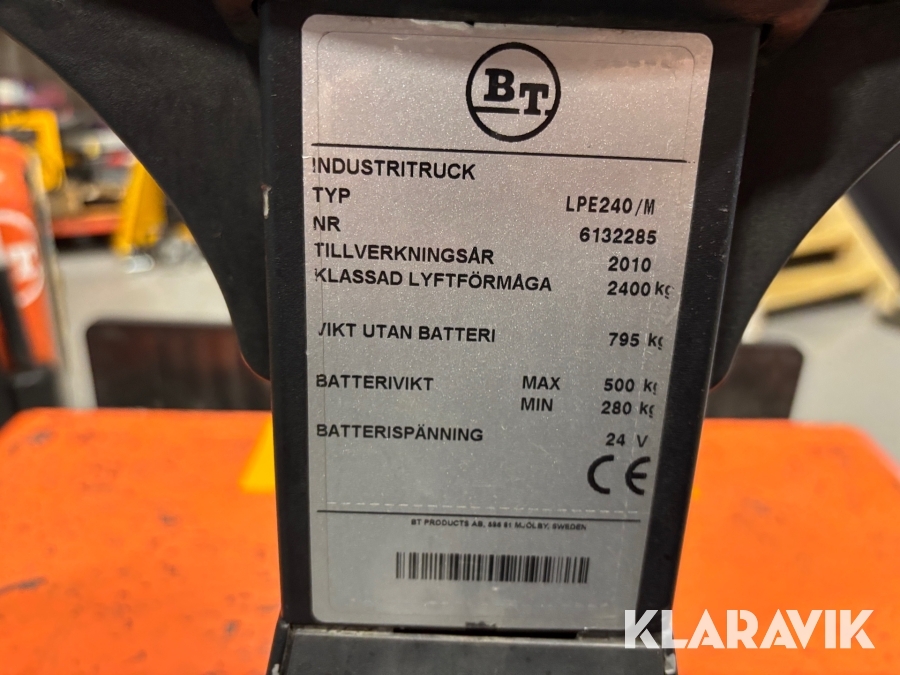 BT
INDUSTRITRUCK
TYP LPE240/M
NR 6132285
TILLVERKNINGSÅR 2010
KLASSAD LYFTFÖRMÅGA 2400 kg
VIKT UTAN BATTERI 795 kg
BATTERIVIKT MAX 500 kg
MIN 280 kg
BATTERISPÄNNING 24 V
CE
BT PRODUCTS AB, 595 81 MJÖLBY, SWEDEN
KLARAVIK